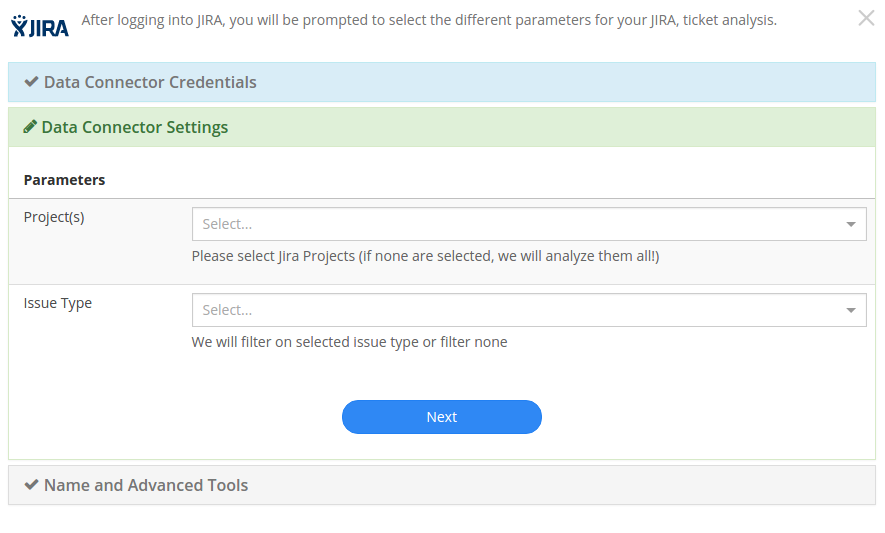 JIRA
After logging into JIRA, you will be prompted to select the different parameters for your JIRA, ticket analysis.
Data Connector Credentials
Data Connector Settings
Parameters
Project(s)
Select...
Please select Jira Projects (if none are selected, we will analyze them all!)
Issue Type
Select...
We will filter on selected issue type or filter none
Next
Name and Advanced Tools